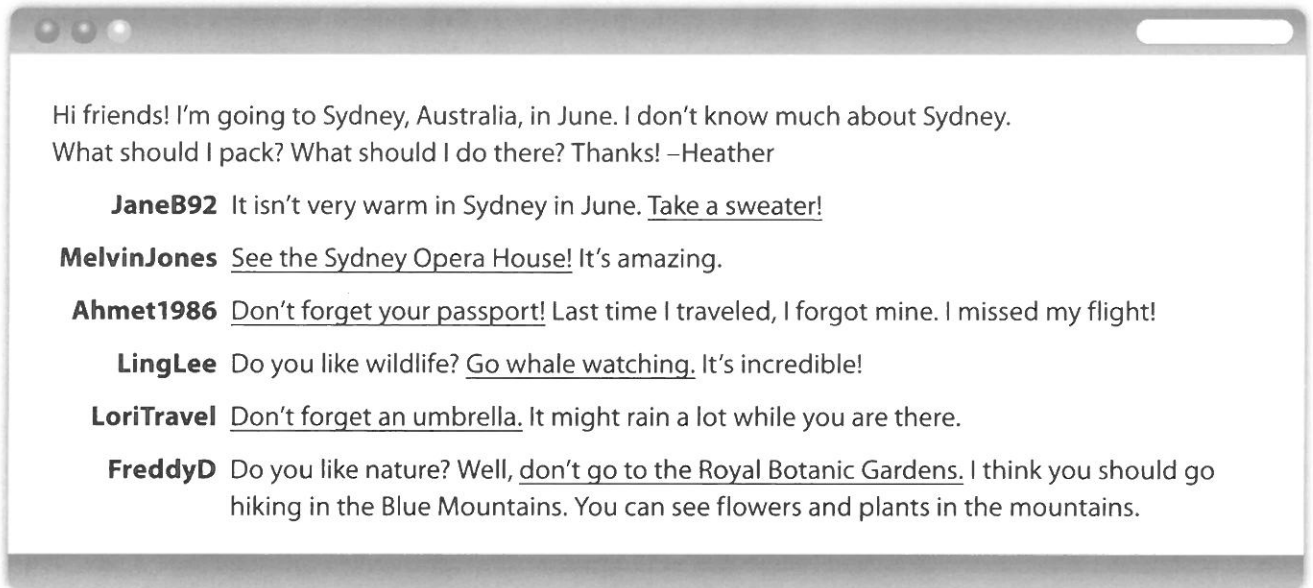 Hi friends! I'm going to Sydney, Australia, in June. I don't know much about Sydney.
What should I pack? What should I do there? Thanks! –Heather
JaneB92 It isn't very warm in Sydney in June. Take a sweater!
MelvinJones See the Sydney Opera House! It's amazing.
Ahmet1986 Don't forget your passport! Last time I traveled, I forgot mine. I missed my flight!
LingLee Do you like wildlife? Go whale watching. It's incredible!
LoriTravel Don't forget an umbrella. It might rain a lot while you are there.
FreddyD Do you like nature? Well, don't go to the Royal Botanic Gardens. I think you should go
hiking in the Blue Mountains. You can see flowers and plants in the mountains.